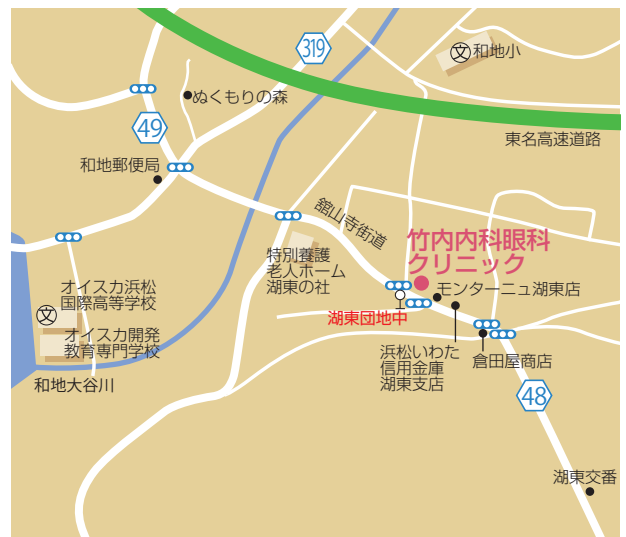 319
文
和地小
ぬくもりの森
東名高速道路
49
和地郵便局
舘山寺街道
竹内内科眼科
クリニック
特別養護
老人ホーム
湖東の社
オイスカ浜松
国際高等学校
文
オイスカ開発
教育専門学校
和地大谷川
モンターニュ湖東店
湖東団地中
浜松いわた
信用金庫
湖東支店
倉田屋商店
48
湖東交番